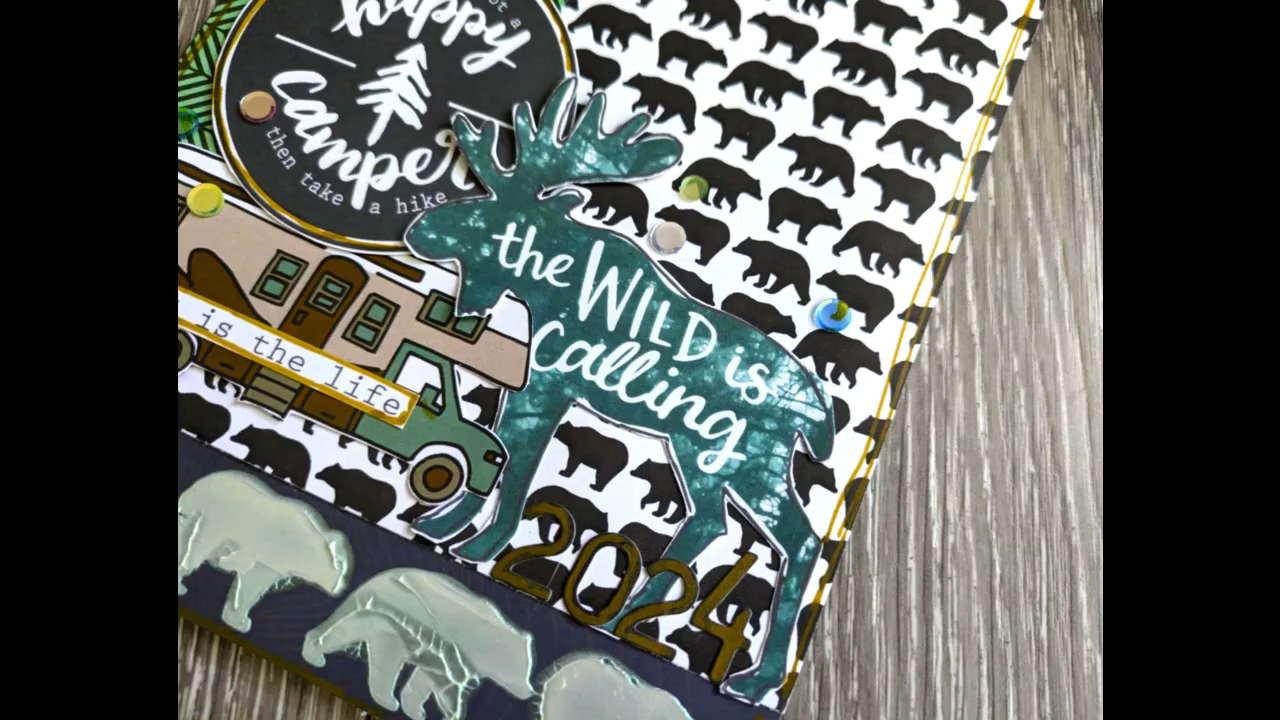 happy
camper
then take a hike
the WILD is
calling
is the life
2024